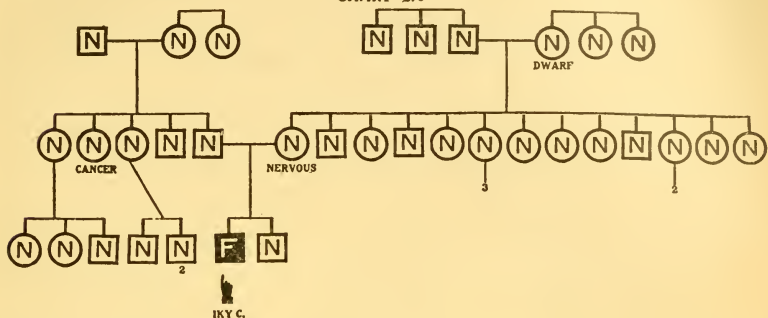 N N N N N N N N N
DWARF
N N N N N N N N N N N N N N N N N N
CANCER NERVOUS
3 2
N N N N N F N
2
IKY C.